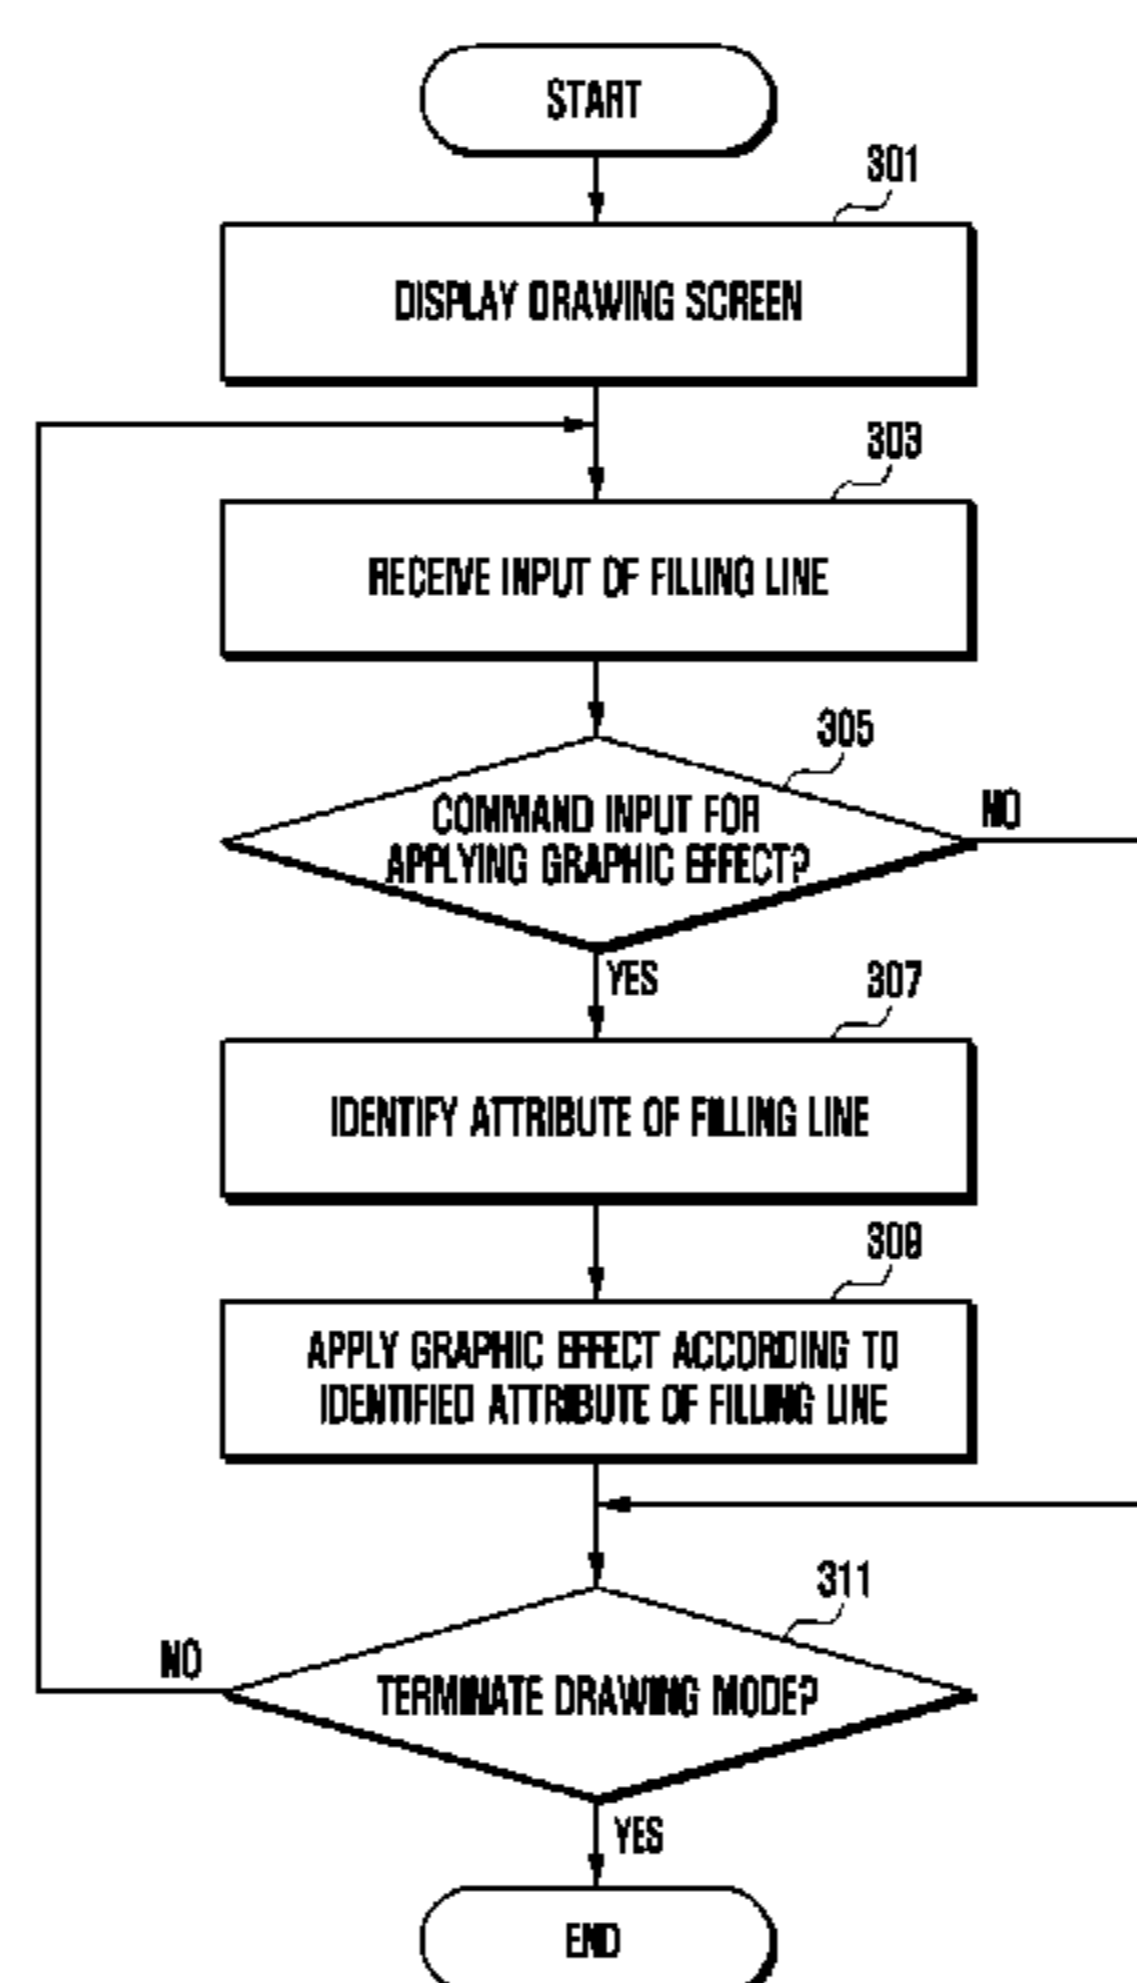 START
301
DISPLAY DRAWING SCREEN
303
RECEIVE INPUT OF FILLING LINE
305
COMMAND INPUT FOR
APPLYING GRAPHIC EFFECT?
NO
YES
307
IDENTIFY ATTRIBUTE OF FILLING LINE
309
APPLY GRAPHIC EFFECT ACCORDING TO
IDENTIFIED ATTRIBUTE OF FILLING LINE
311
NO
TERMINATE DRAWING MODE?
YES
END